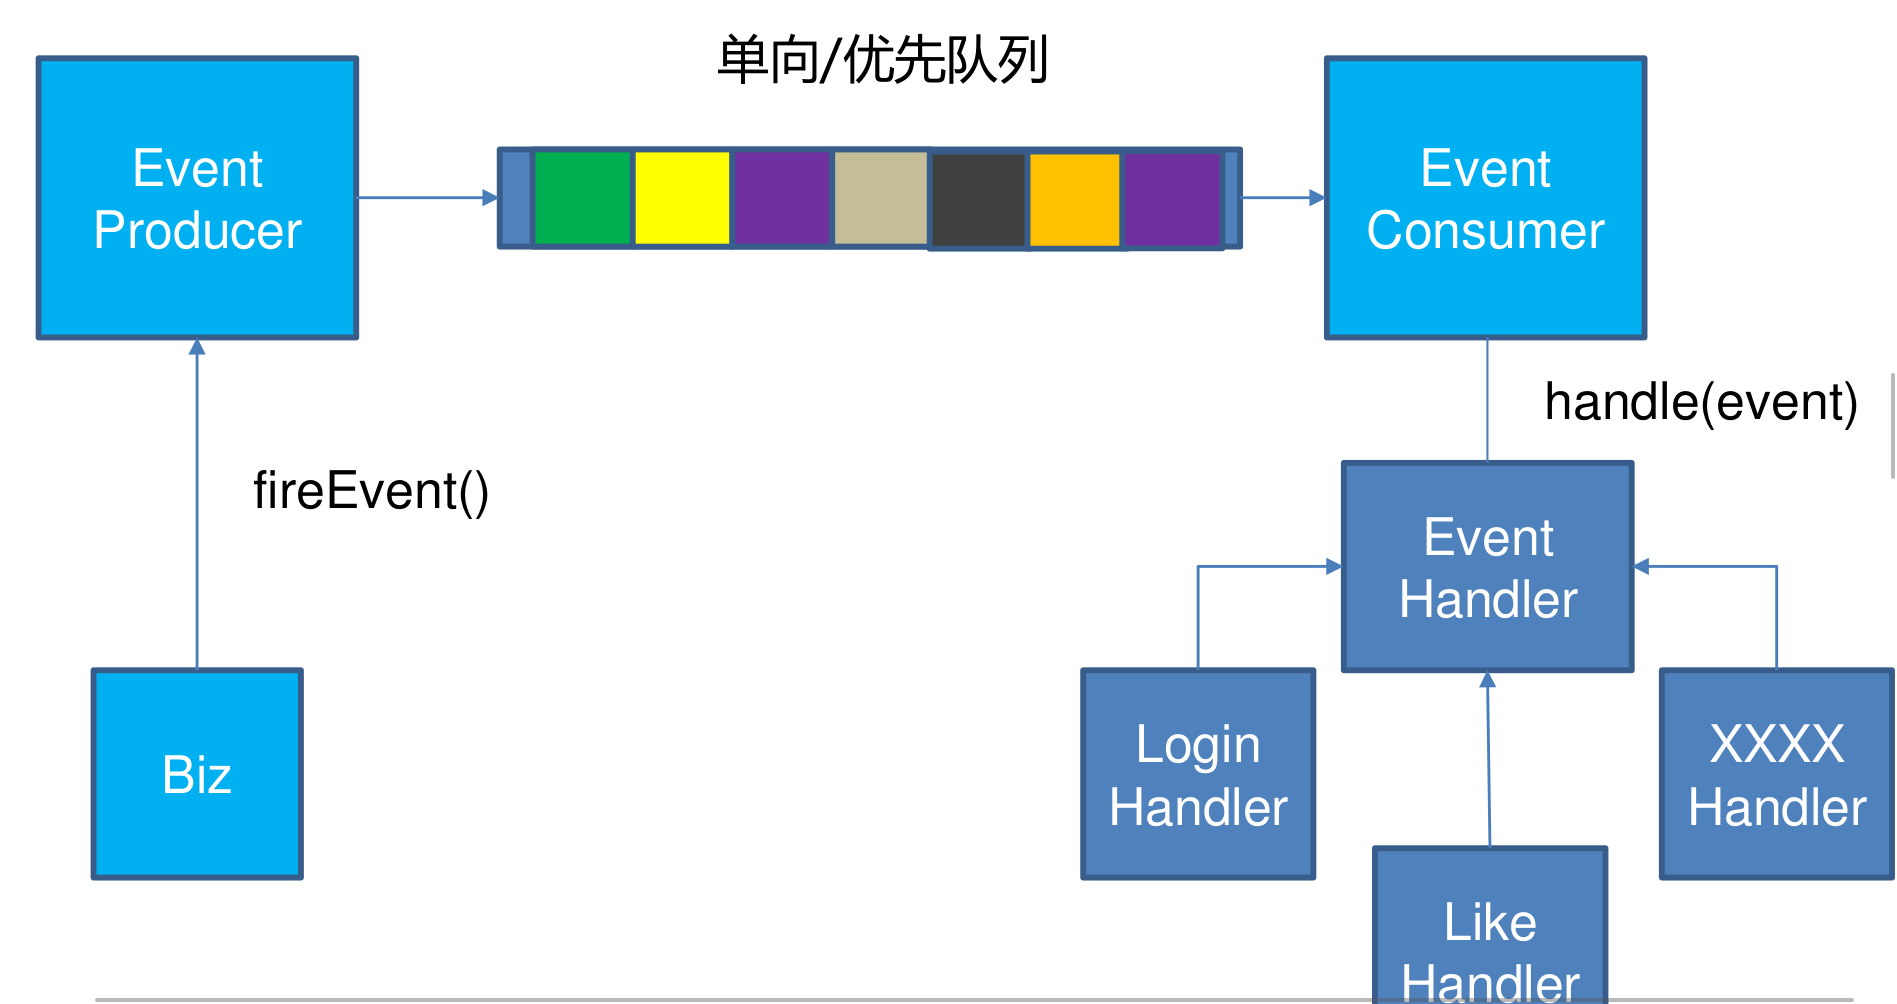 单向/优先队列
Event
Producer
Event
Consumer
handle(event)
fireEvent()
Event
Handler
Biz
Login
Handler
XXXX
Handler
Like
Handler